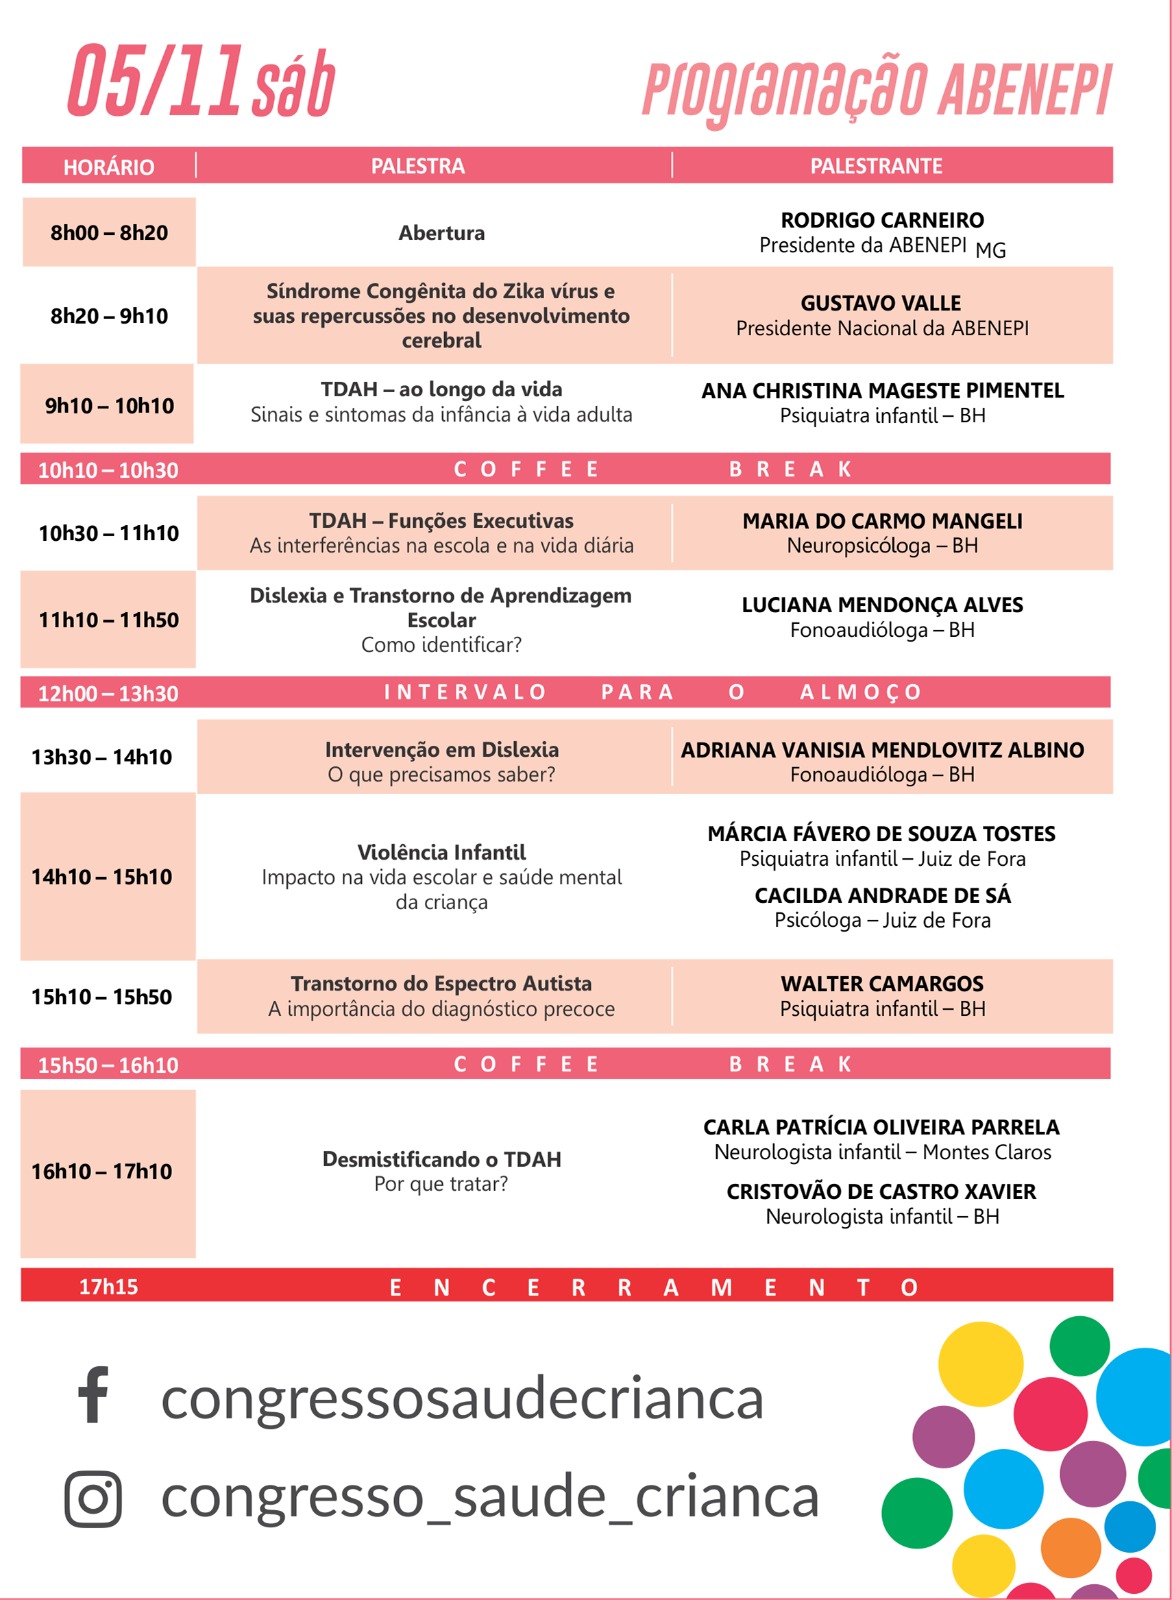 05/11 sáb
Programação ABENEPI
HORÁRIO PALESTRA PALESTRANTE
8h00 – 8h20
Abertura
RODRIGO CARNEIRO
Presidente da ABENEPI MG
8h20 – 9h10
Síndrome Congênita do Zika vírus e
suas repercussões no desenvolvimento
cerebral
GUSTAVO VALLE
Presidente Nacional da ABENEPI
9h10 – 10h10
TDAH – ao longo da vida
Sinais e sintomas da infância à vida adulta
ANA CHRISTINA MAGESTE PIMENTEL
Psiquiatra infantil – BH
10h10 – 10h30 COFFEE BREAK
10h30 – 11h10
TDAH – Funções Executivas
As interferências na escola e na vida diária
MARIA DO CARMO MANGELI
Neuropsicóloga – BH
11h10 – 11h50
Dislexia e Transtorno de Aprendizagem
Escolar
Como identificar?
LUCIANA MENDONÇA ALVES
Fonoaudióloga – BH
12h00 – 13h30 INTERVALO PARA O ALMOÇO
13h30 – 14h10
Intervenção em Dislexia
O que precisamos saber?
ADRIANA VANISIA MENDLOVITZ ALBINO
Fonoaudióloga – BH
14h10 – 15h10
Violência Infantil
Impacto na vida escolar e saúde mental
da criança
MÁRCIA FÁVERO DE SOUZA TOSTES
Psiquiatra infantil – Juiz de Fora
CACILDA ANDRADE DE SÁ
Psicóloga – Juiz de Fora
15h10 – 15h50
Transtorno do Espectro Autista
A importância do diagnóstico precoce
WALTER CAMARGOS
Psiquiatra infantil – BH
15h50 – 16h10 COFFEE BREAK
16h10 – 17h10
Desmistificando o TDAH
Por que tratar?
CARLA PATRÍCIA OLIVEIRA PARRELA
Neurologista infantil – Montes Claros
CRISTOVÃO DE CASTRO XAVIER
Neurologista infantil – BH
17h15 ENCERRAMENTO
congressosaudecrianca
congresso_saude_crianca